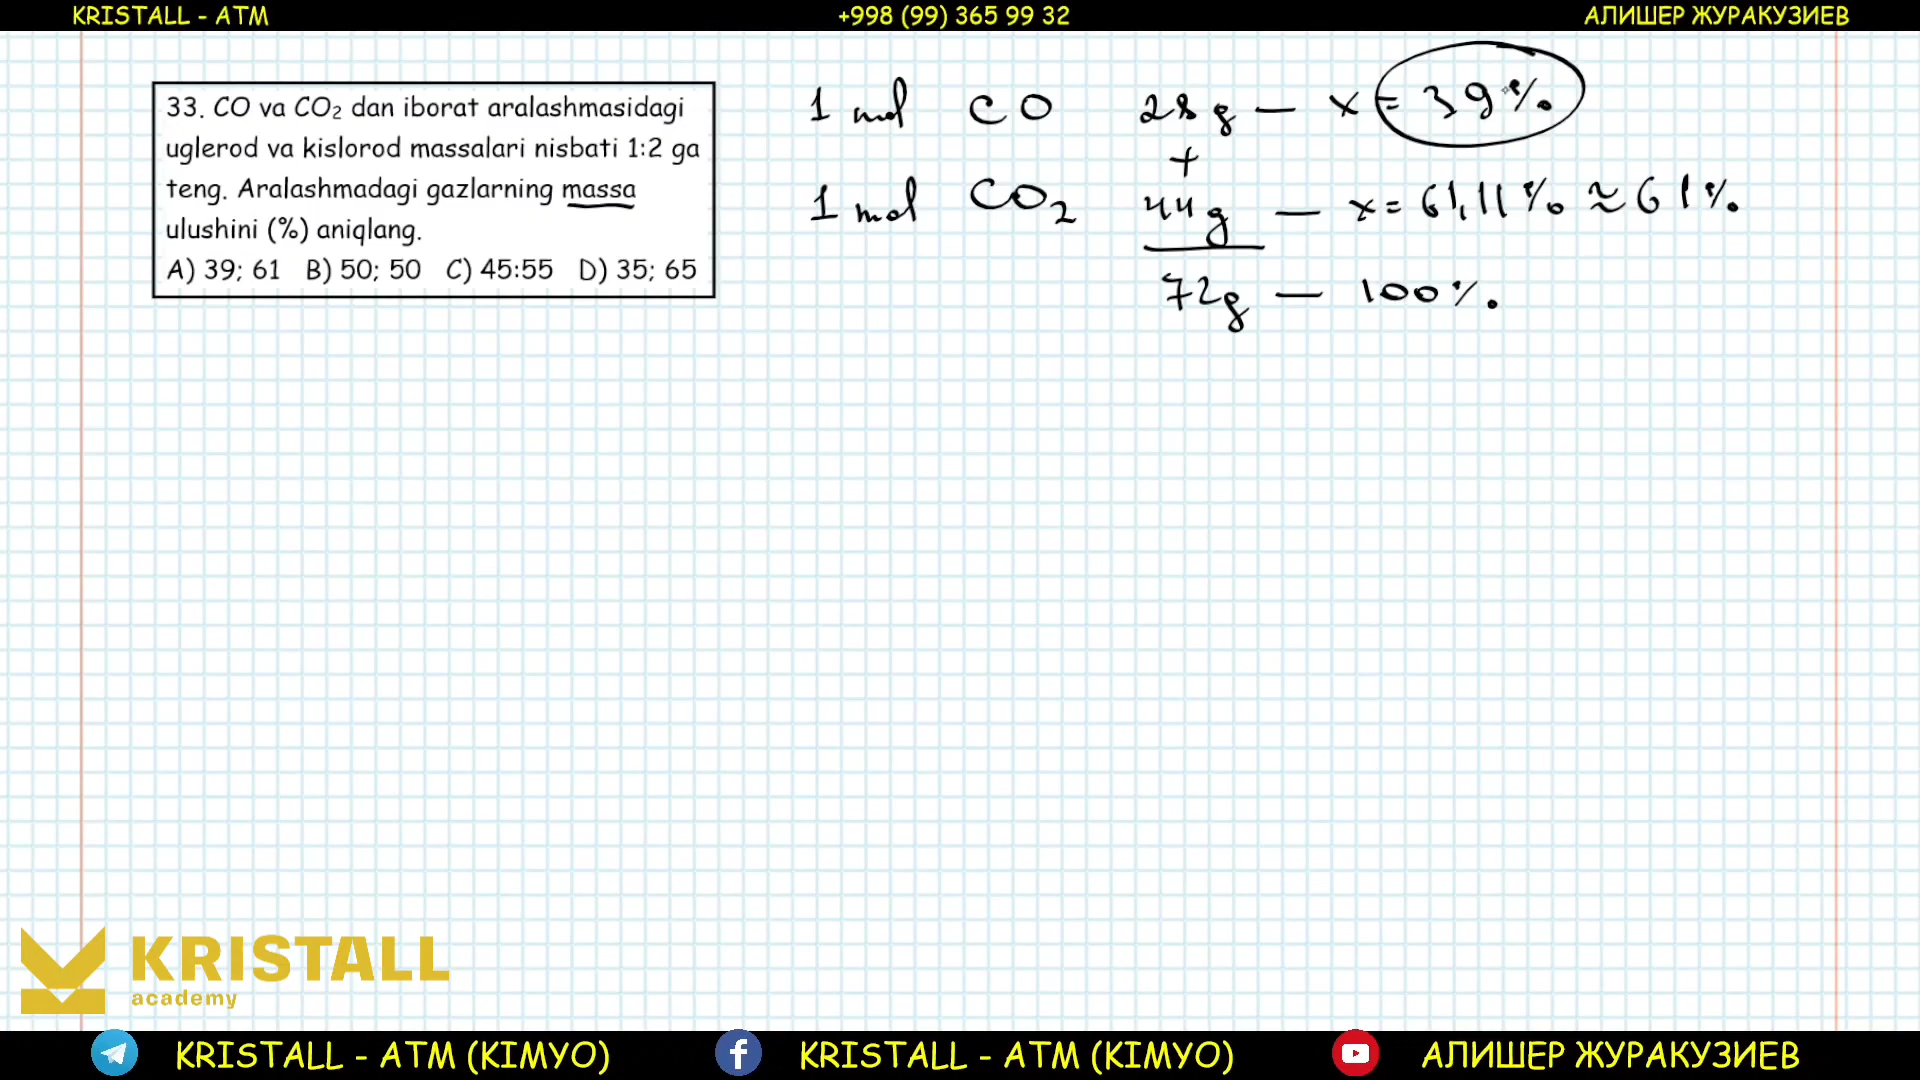 KRISTALL - ATM +998 (99) 365 99 32 АЛИШЕР ЖУРАКУЗИЕВ
33. CO va CO₂ dan iborat aralashmasidagi
uglerod va kislorod massalari nisbati 1:2 ga
teng. Aralashmadagi gazlarning massa
ulushini (%) aniqlang.
A) 39; 61 B) 50; 50 C) 45:55 D) 35; 65
1 mol CO 28 g — x = 39%
+
1 mol CO₂ 44g — x = 61,11% ≈ 61%
72g — 100%.
KRISTALL
academy
KRISTALL - ATM (KIMYO) KRISTALL - ATM (KIMYO) АЛИШЕР ЖУРАКУЗИЕВ